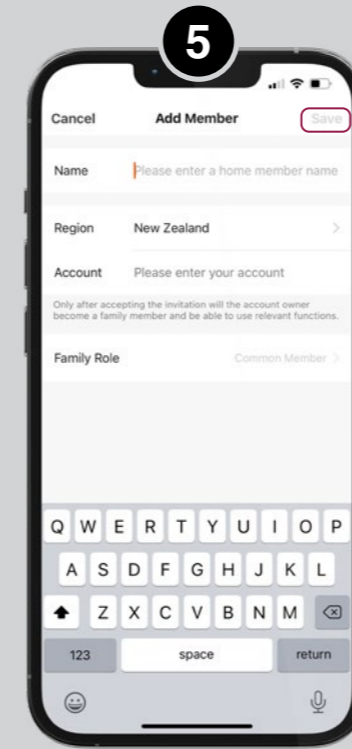 5
Cancel Add Member Save
Name Please enter a home member name
Region New Zealand >
Account Please enter your account
Only after accepting the invitation will the account owner
become a family member and be able to use relevant functions.
Family Role Common Member >
Q W E R T Y U I O P
A S D F G H J K L
Z X C V B N M
123 space return